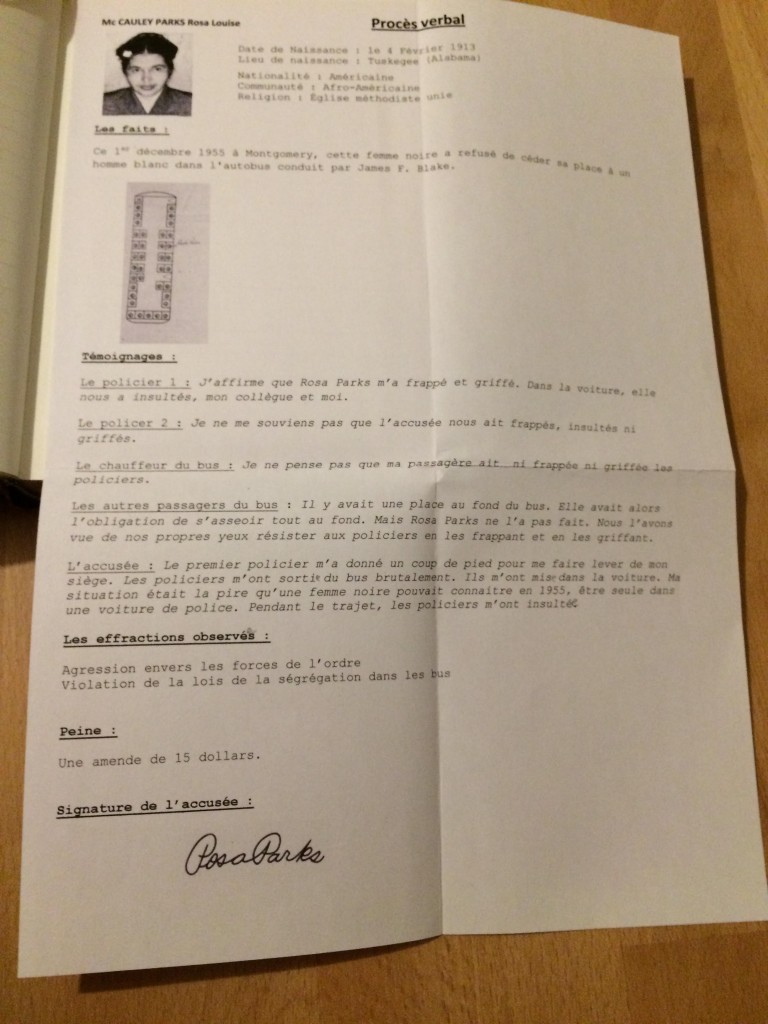 Mc CAULEY PARKS Rosa Louise
Procès verbal
Date de Naissance : le 4 Février 1913
Lieu de naissance : Tuskegee (Alabama)
Nationalité : Américaine
Communauté : Afro-Américaine
Religion : Église méthodiste unie
Les faits :
Ce 1er décembre 1955 à Montgomery, cette femme noire a refusé de céder sa place à un
homme blanc dans l'autobus conduit par James F. Blake.
Témoignages :
Le policier 1 : J'affirme que Rosa Parks m'a frappé et griffé. Dans la voiture, elle
nous a insultés, mon collègue et moi.
Le policer 2 : Je ne me souviens pas que l'accusée nous ait frappés, insultés ni
griffés.
Le chauffeur du bus : Je ne pense pas que ma passagère ait ni frappée ni griffée les
policiers.
Les autres passagers du bus : Il y avait une place au fond du bus. Elle avait alors
l'obligation de s'asseoir tout au fond. Mais Rosa Parks ne l'a pas fait. Nous l'avons
vue de nos propres yeux résister aux policiers en les frappant et en les griffant.
L'accusée : Le premier policier m'a donné un coup de pied pour me faire lever de mon
siège. Les policiers m'ont sorti du bus brutalement. Ils m'ont mise dans la voiture. Ma
situation était la pire qu'une femme noire pouvait connaitre en 1955, être seule dans
une voiture de police. Pendant le trajet, les policiers m'ont insulté.
Les effractions observés :
Agression envers les forces de l'ordre
Violation de la lois de la ségrégation dans les bus
Peine :
Une amende de 15 dollars.
Signature de l'accusée :
Rosa Parks